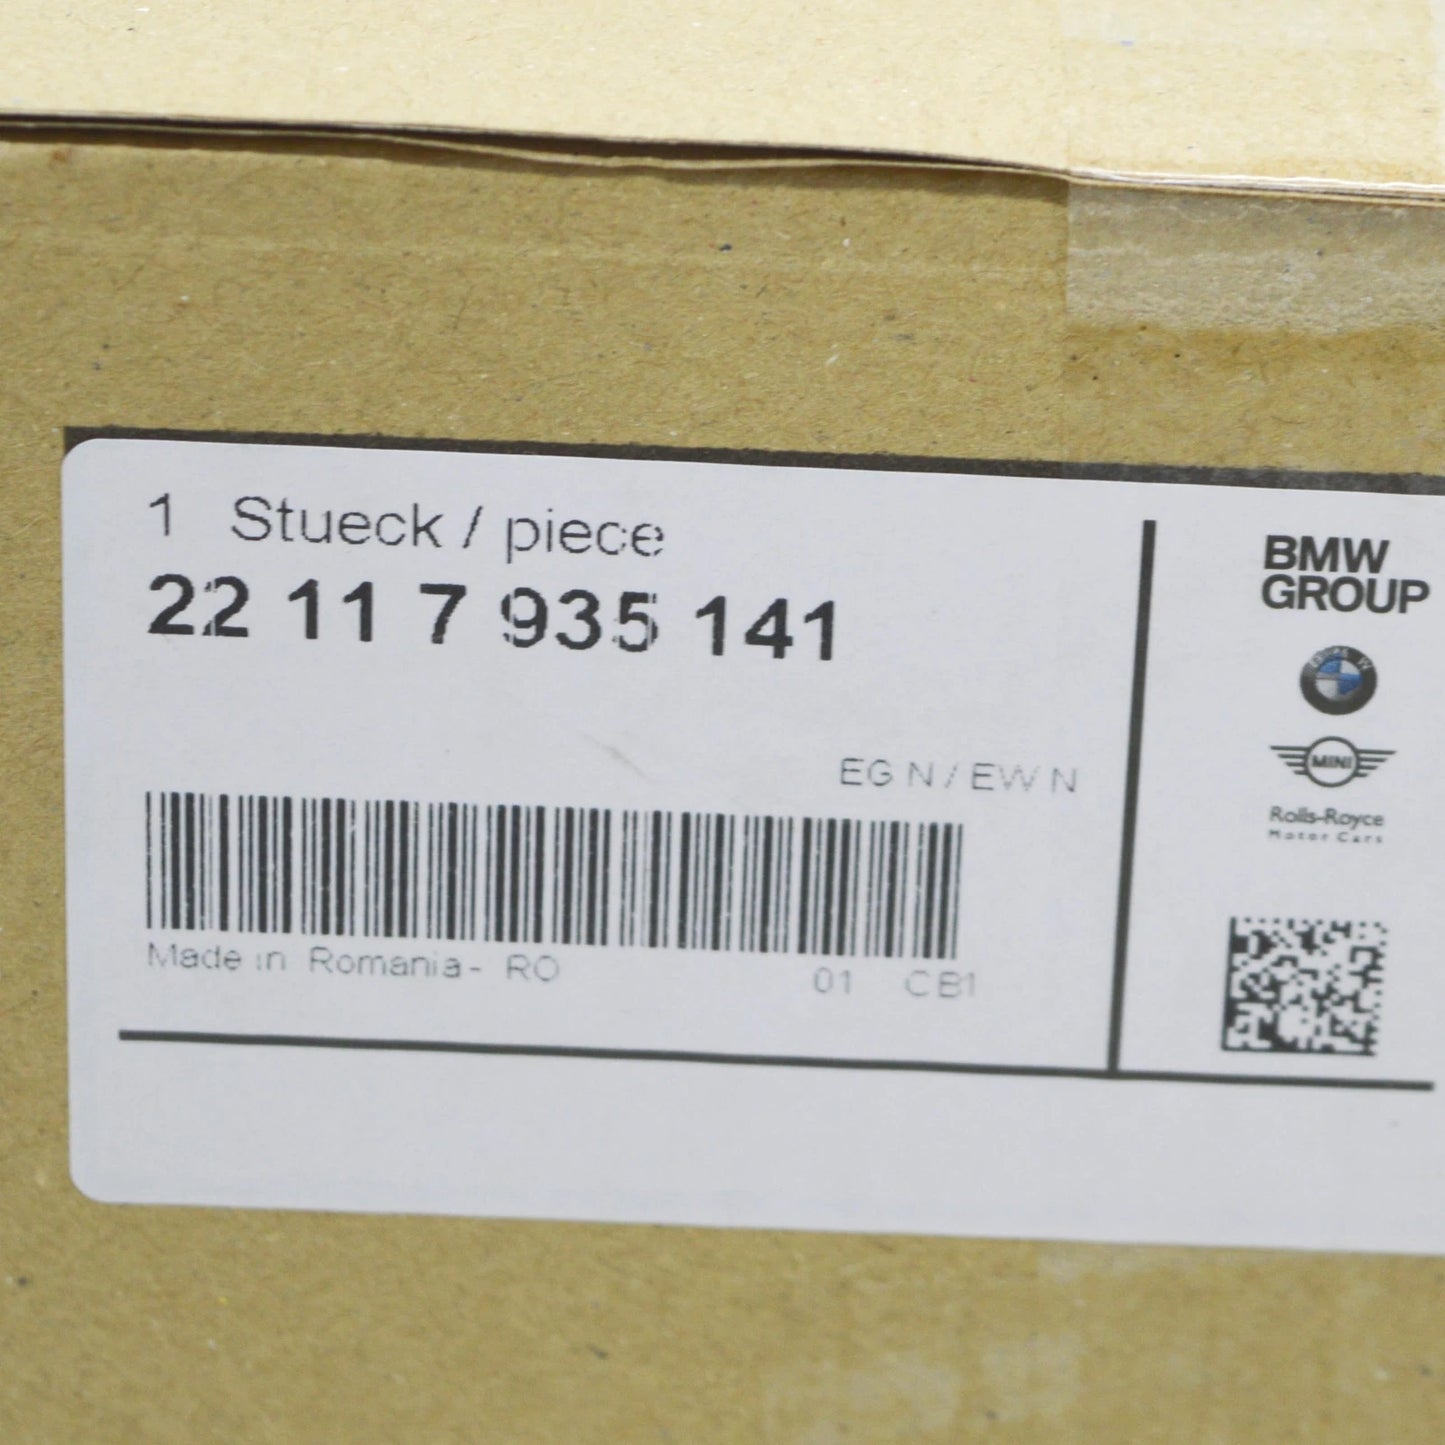 1 Stueck / piece
22 11 7 935 141
EG N / EW N
Made in Romania - RO 01 CB1
BMW
GROUP
MINI
Rolls-Royce
Motor Cars